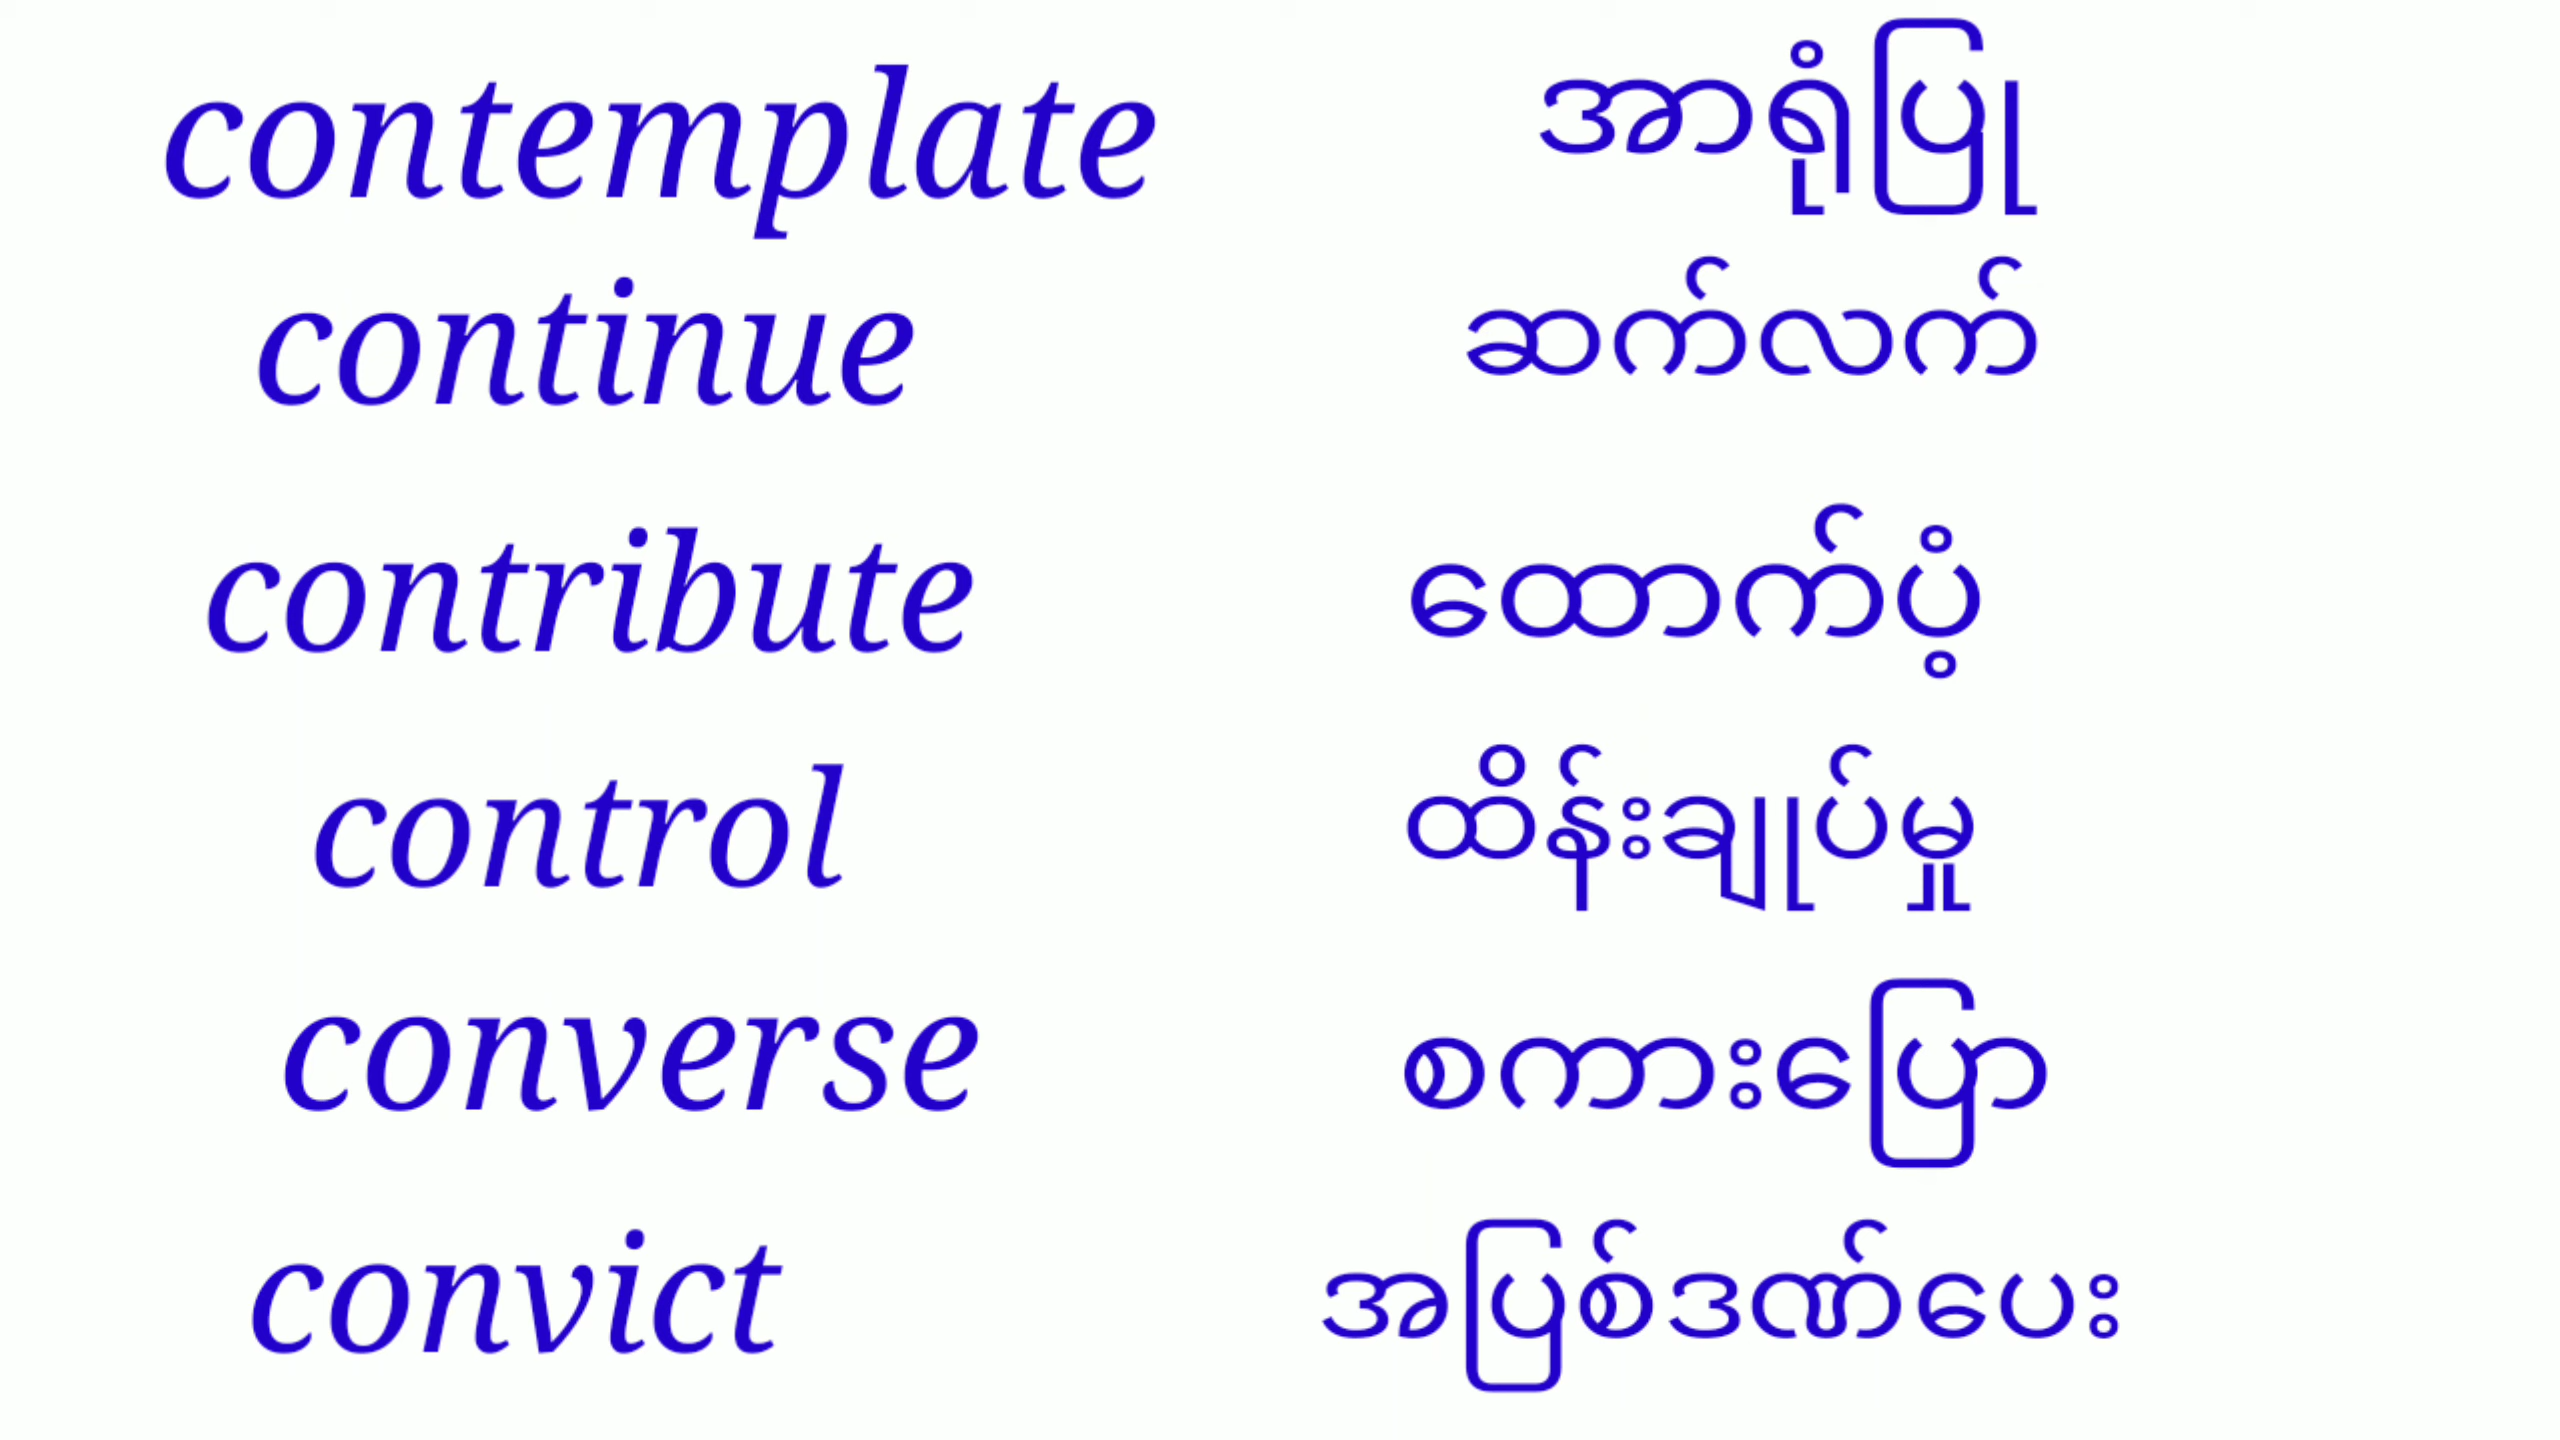 contemplate အာရုံပြု
continue ဆက်လက်
contribute ထောက်ပံ့
control ထိန်းချုပ်မှု
converse စကားပြော
convict အပြစ်ဒဏ်ပေး